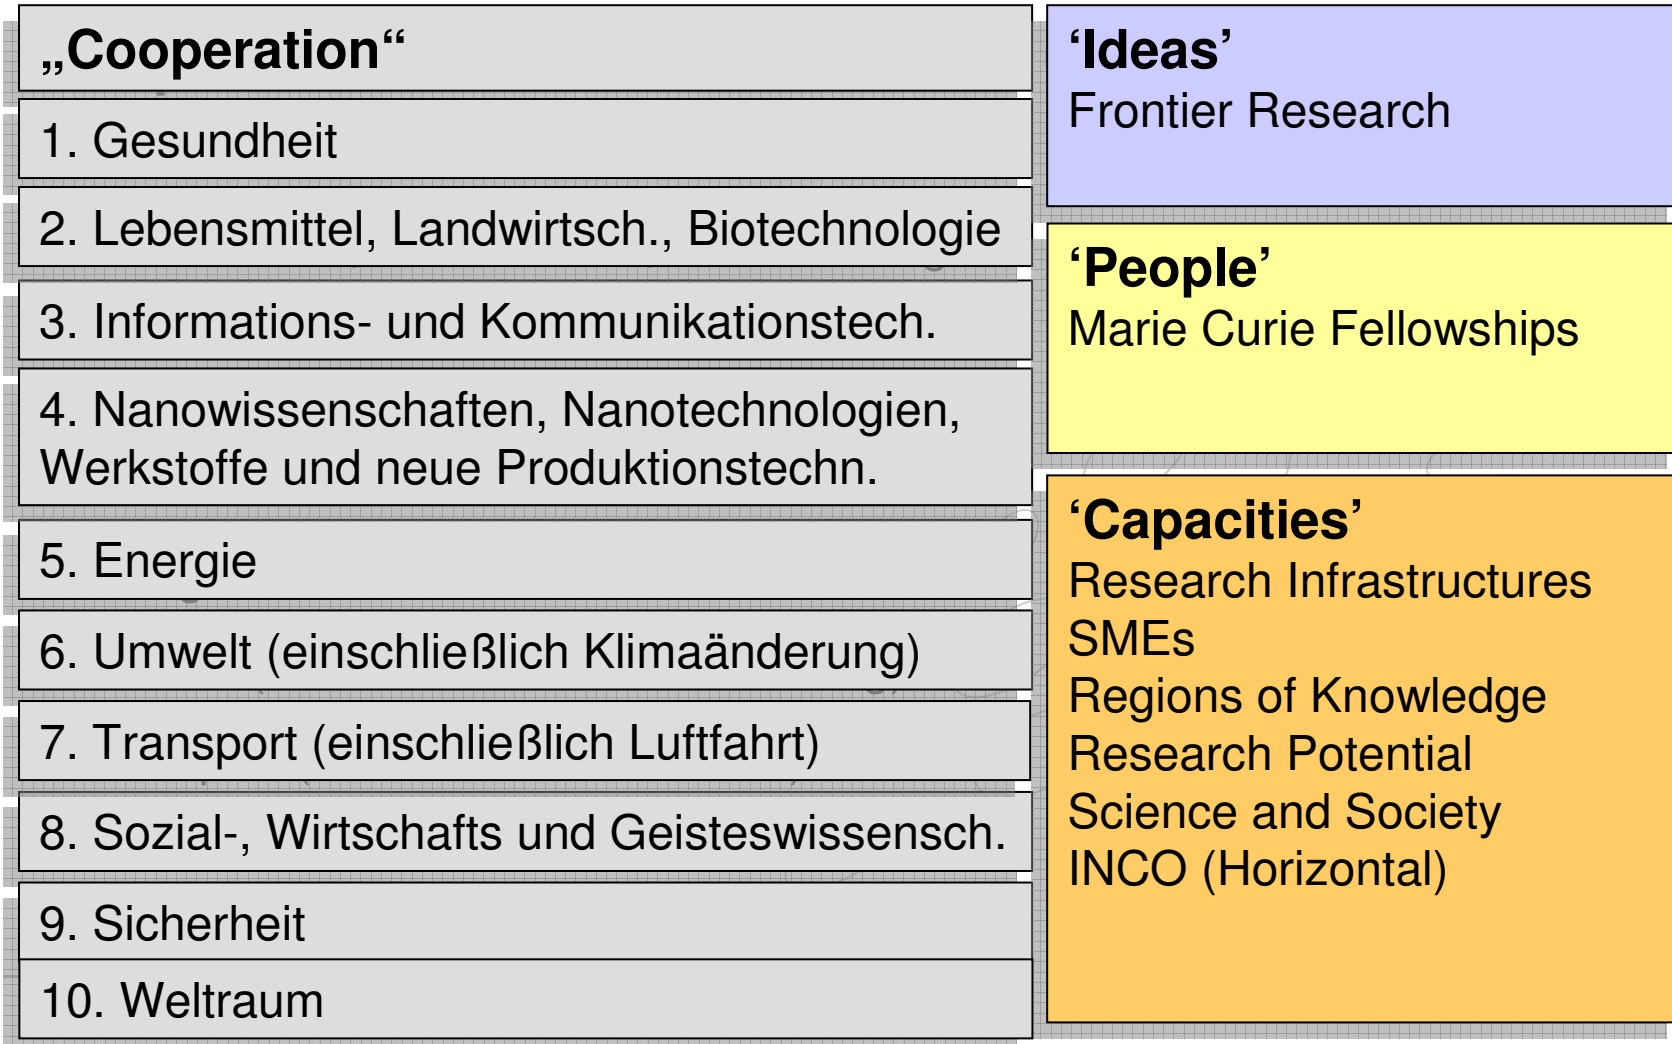 „Cooperation“
1. Gesundheit
2. Lebensmittel, Landwirtsch., Biotechnologie
3. Informations- und Kommunikationstech.
4. Nanowissenschaften, Nanotechnologien,
Werkstoffe und neue Produktionstechn.
5. Energie
6. Umwelt (einschließlich Klimaänderung)
7. Transport (einschließlich Luftfahrt)
8. Sozial-, Wirtschafts und Geisteswissensch.
9. Sicherheit
10. Weltraum
‘Ideas’
Frontier Research
‘People’
Marie Curie Fellowships
‘Capacities’
Research Infrastructures
SMEs
Regions of Knowledge
Research Potential
Science and Society
INCO (Horizontal)